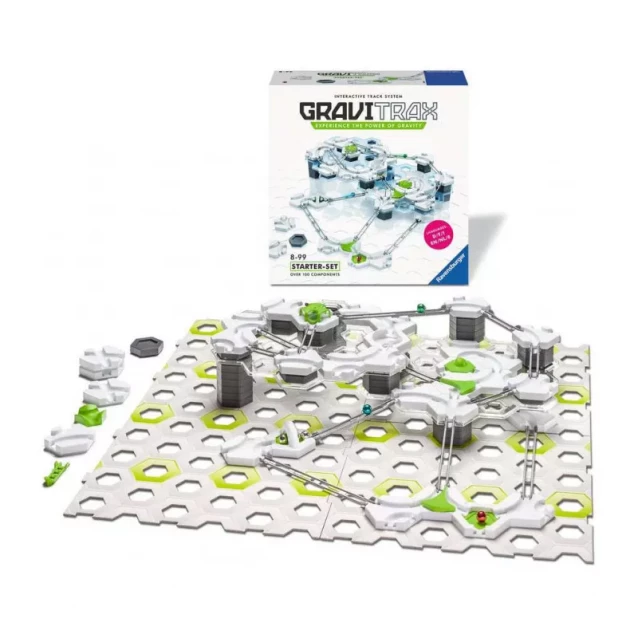 INTERACTIVE TRACK SYSTEM
GRAVITRAX
EXPERIENCE THE POWER OF GRAVITY
8-99
STARTER-SET
OVER 100 COMPONENTS
Ravensburger